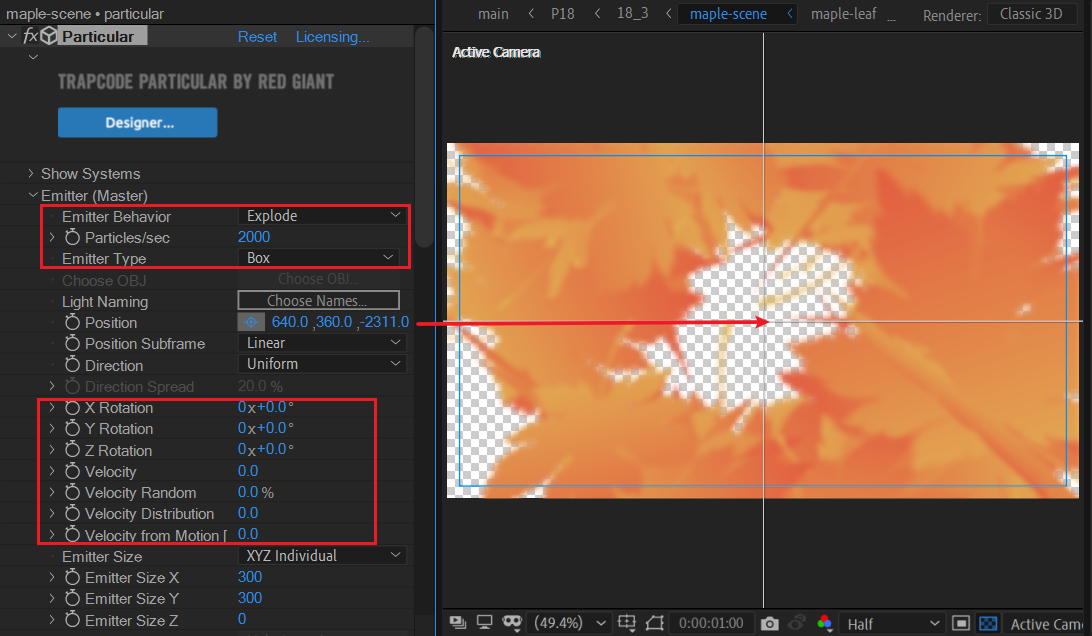 maple-scene • particular
main < P18 < 18_3 < maple-scene < maple-leaf ...
Renderer: Classic 3D
fx Particular Reset Licensing...
Active Camera
TRAPCODE PARTICULAR BY RED GIANT
Designer...
Show Systems
Emitter (Master)
Emitter Behavior Explode
Particles/sec 2000
Emitter Type Box
Choose OBJ Choose OBJ...
Light Naming Choose Names...
Position 640.0 ,360.0 ,-2311.0
Position Subframe Linear
Direction Uniform
Direction Spread 20.0 %
X Rotation 0x+0.0°
Y Rotation 0x+0.0°
Z Rotation 0x+0.0°
Velocity 0.0
Velocity Random 0.0 %
Velocity Distribution 0.0
Velocity from Motion [ 0.0
Emitter Size XYZ Individual
Emitter Size X 300
Emitter Size Y 300
Emitter Size Z 0
(49.4%) 0:00:01:00 Half Active Cam